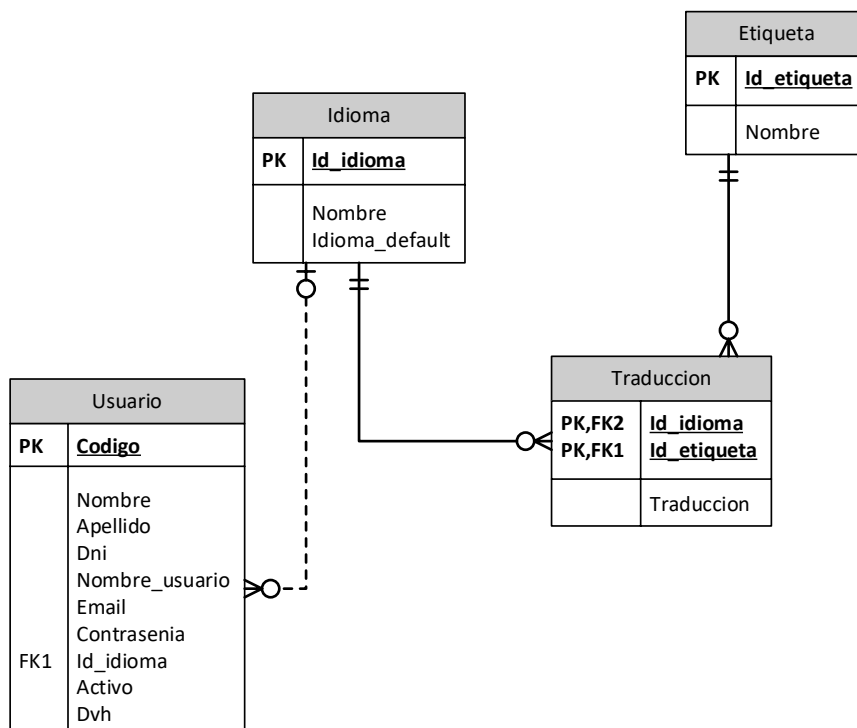 Etiqueta
PK Id_etiqueta
Nombre
Idioma
PK Id_idioma
Nombre
Idioma_default
Traduccion
PK,FK2 Id_idioma
PK,FK1 Id_etiqueta
Traduccion
Usuario
PK Codigo
Nombre
Apellido
Dni
Nombre_usuario
Email
Contrasenia
FK1 Id_idioma
Activo
Dvh